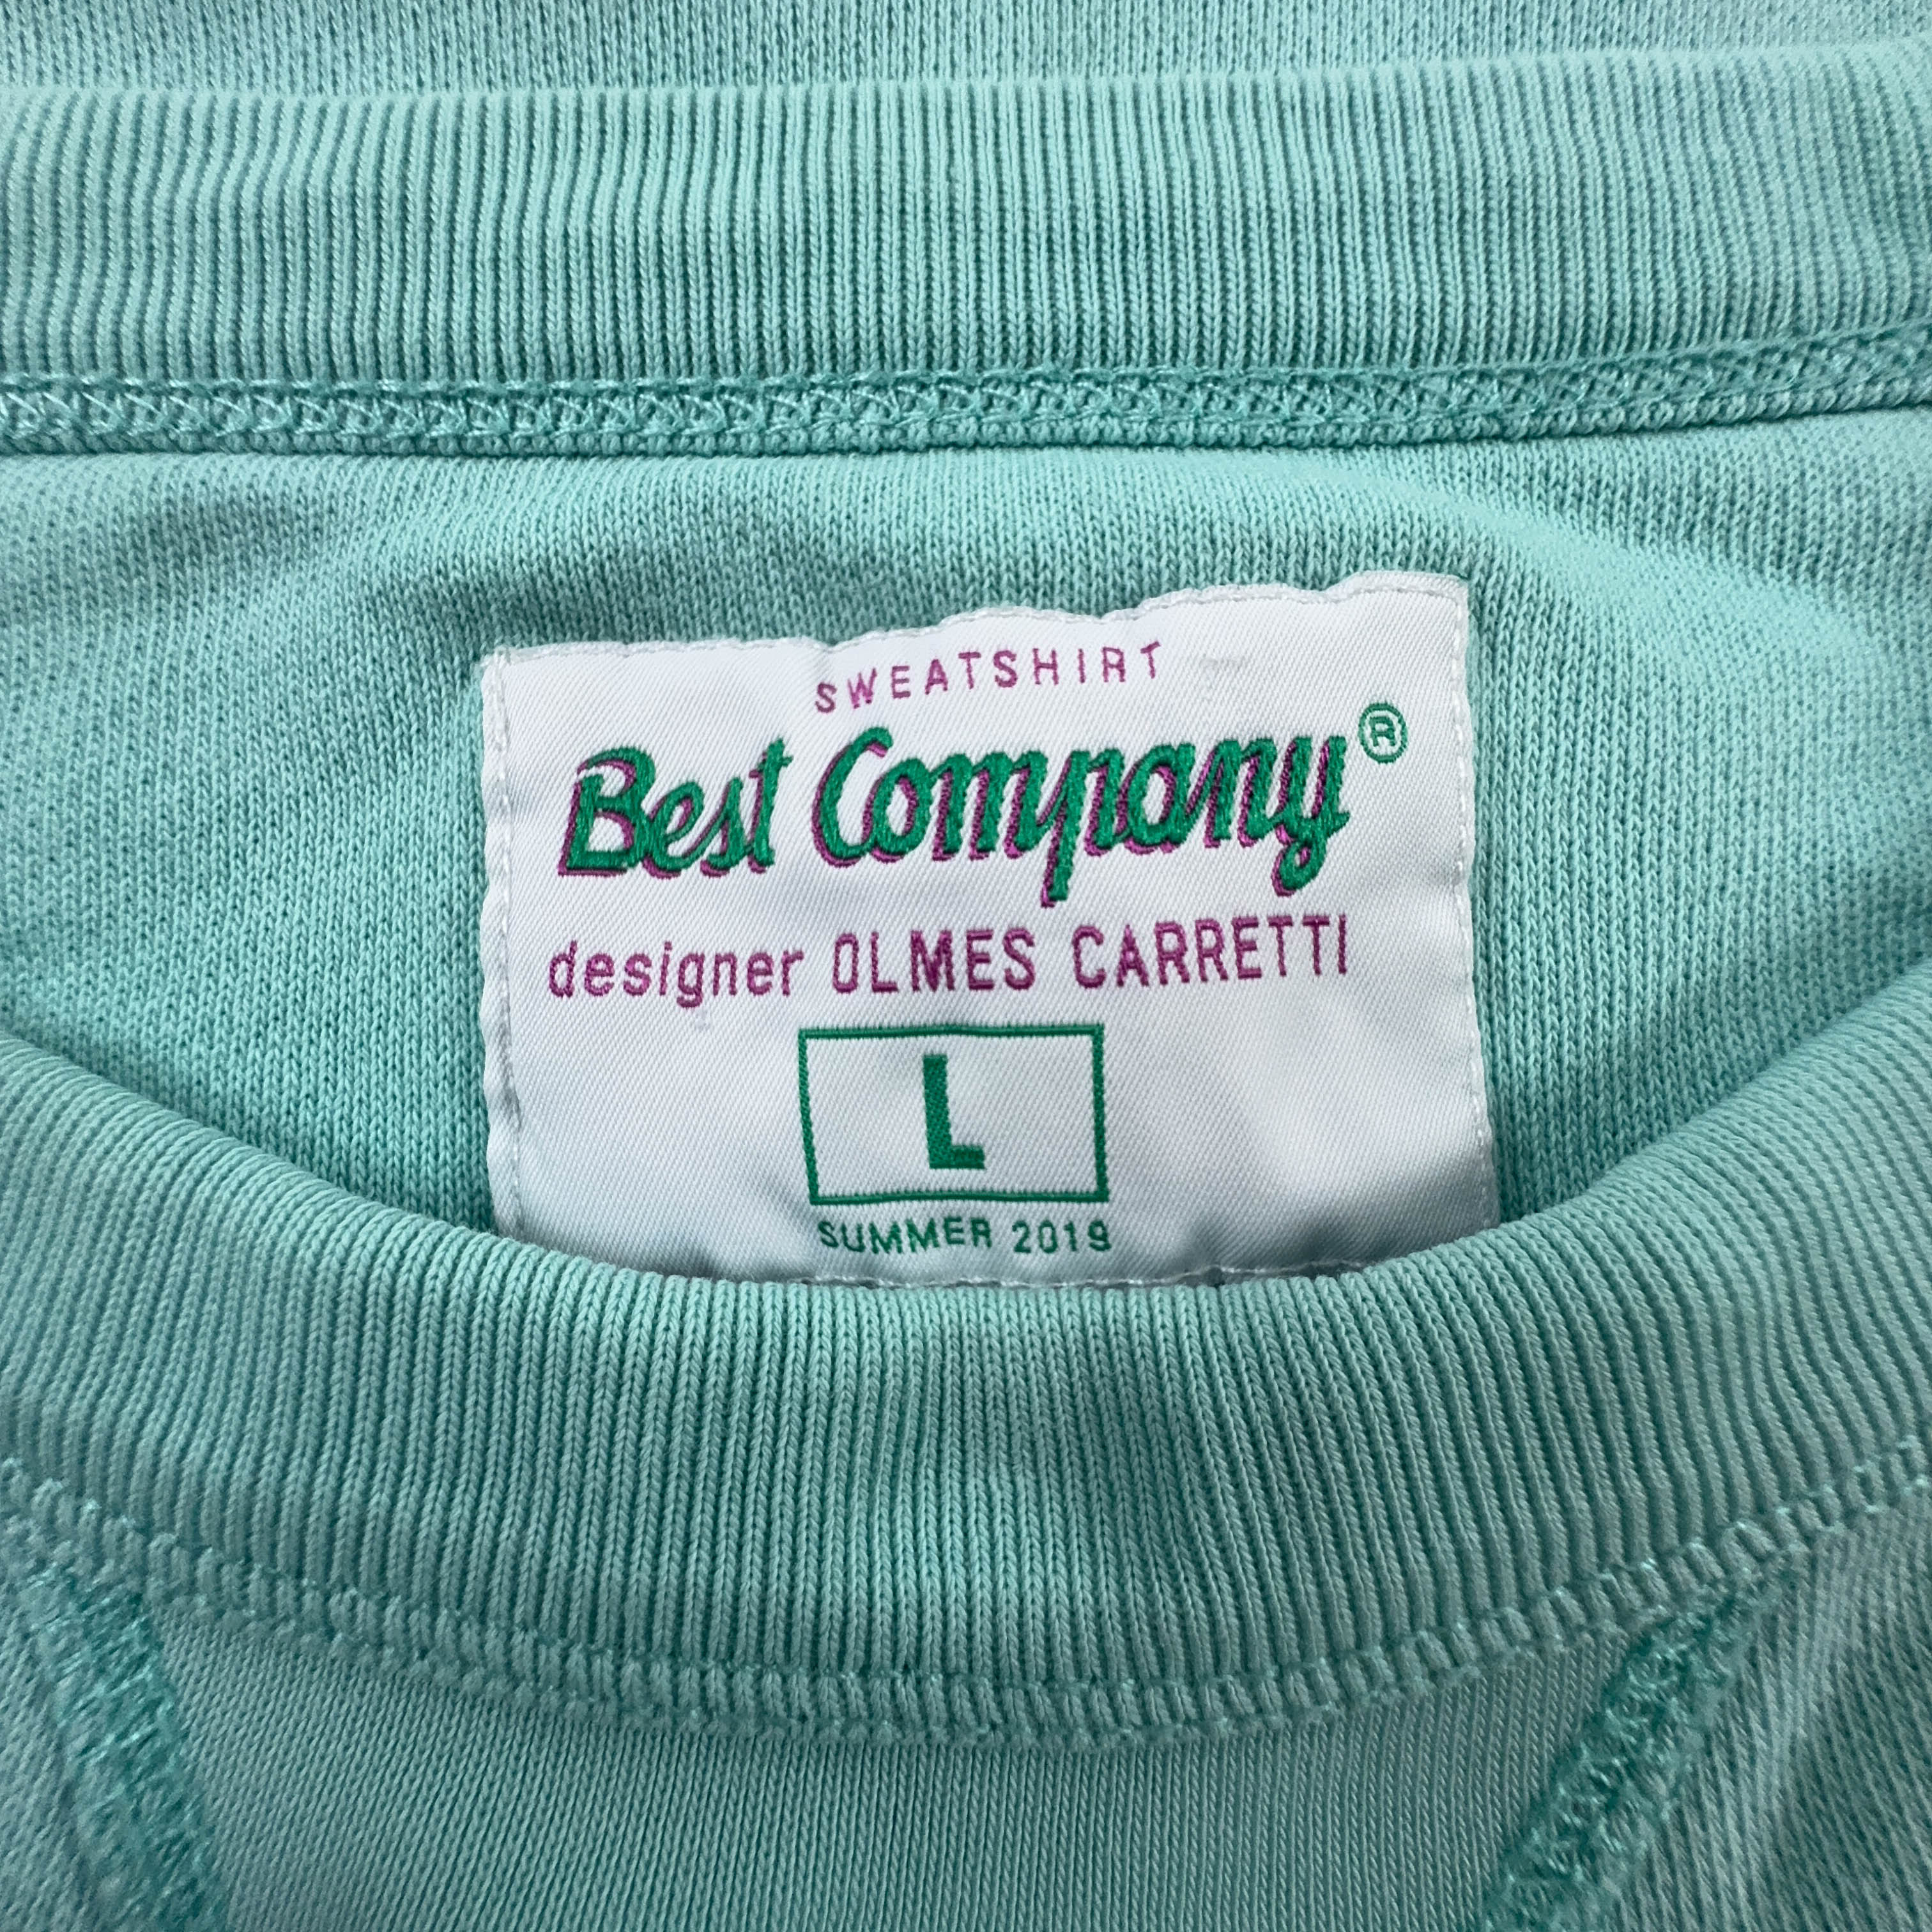 SWEATSHIRT
Best Company®
designer OLMES CARRETTI
L
SUMMER 2019